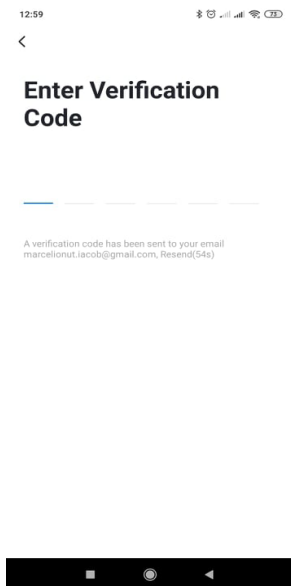 12:59
73
Enter Verification
Code
A verification code has been sent to your email
marcelionut.iacob@gmail.com, Resend(54s)